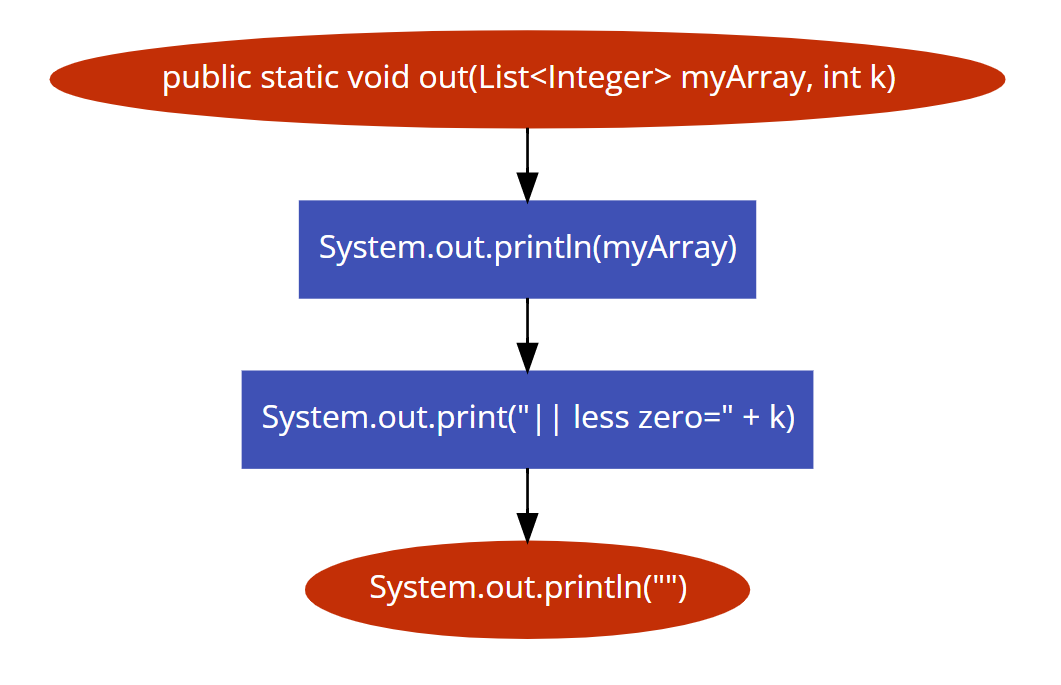 public static void out(List<Integer> myArray, int k)
System.out.println(myArray)
System.out.print("|| less zero=" + k)
System.out.println("")